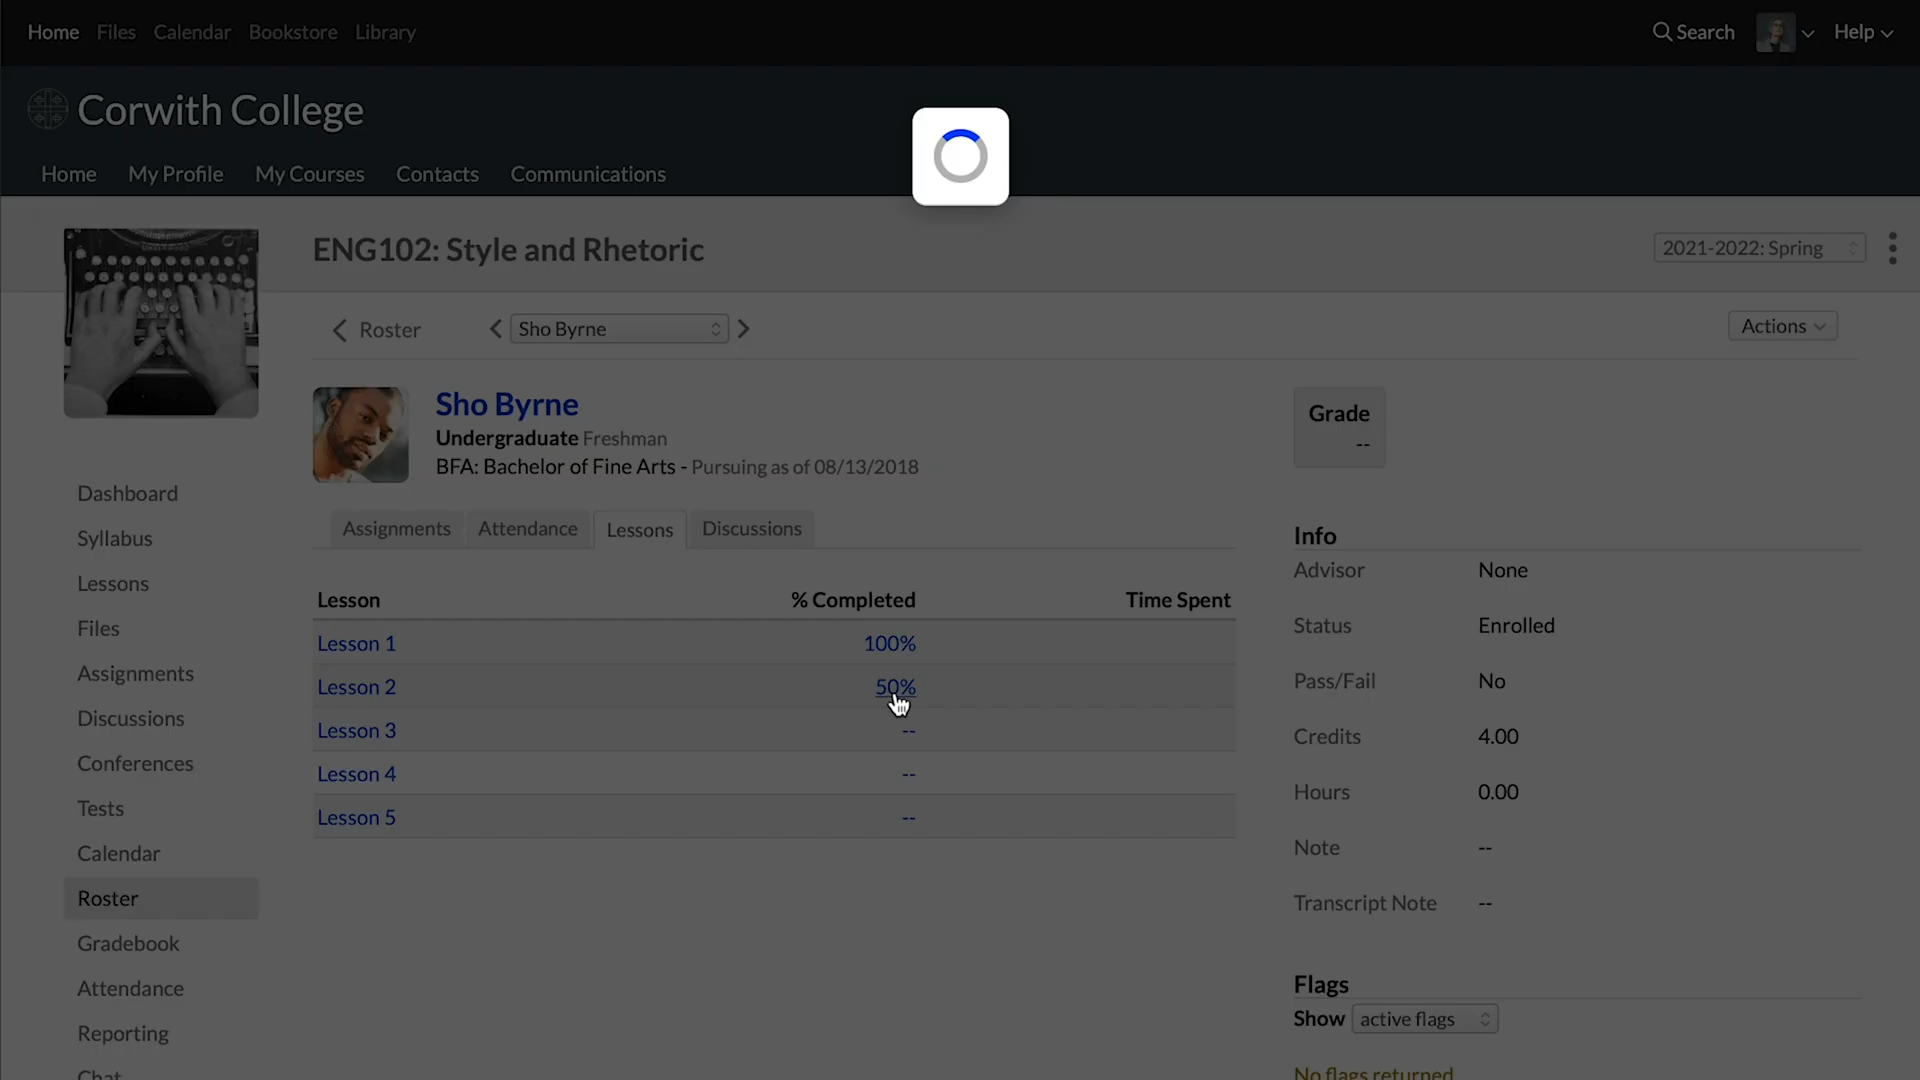 Home Files Calendar Bookstore Library Search Help
Corwith College
Home My Profile My Courses Contacts Communications
ENG102: Style and Rhetoric 2021-2022: Spring
Roster Sho Byrne Actions
Sho Byrne
Undergraduate Freshman
BFA: Bachelor of Fine Arts - Pursuing as of 08/13/2018
Grade
--
Assignments Attendance Lessons Discussions
Lesson % Completed Time Spent
Lesson 1 100%
Lesson 2 50%
Lesson 3 --
Lesson 4 --
Lesson 5 --
Info
Advisor None
Status Enrolled
Pass/Fail No
Credits 4.00
Hours 0.00
Note --
Transcript Note --
Flags
Show active flags
No flags returned
Dashboard
Syllabus
Lessons
Files
Assignments
Discussions
Conferences
Tests
Calendar
Roster
Gradebook
Attendance
Reporting
Chat